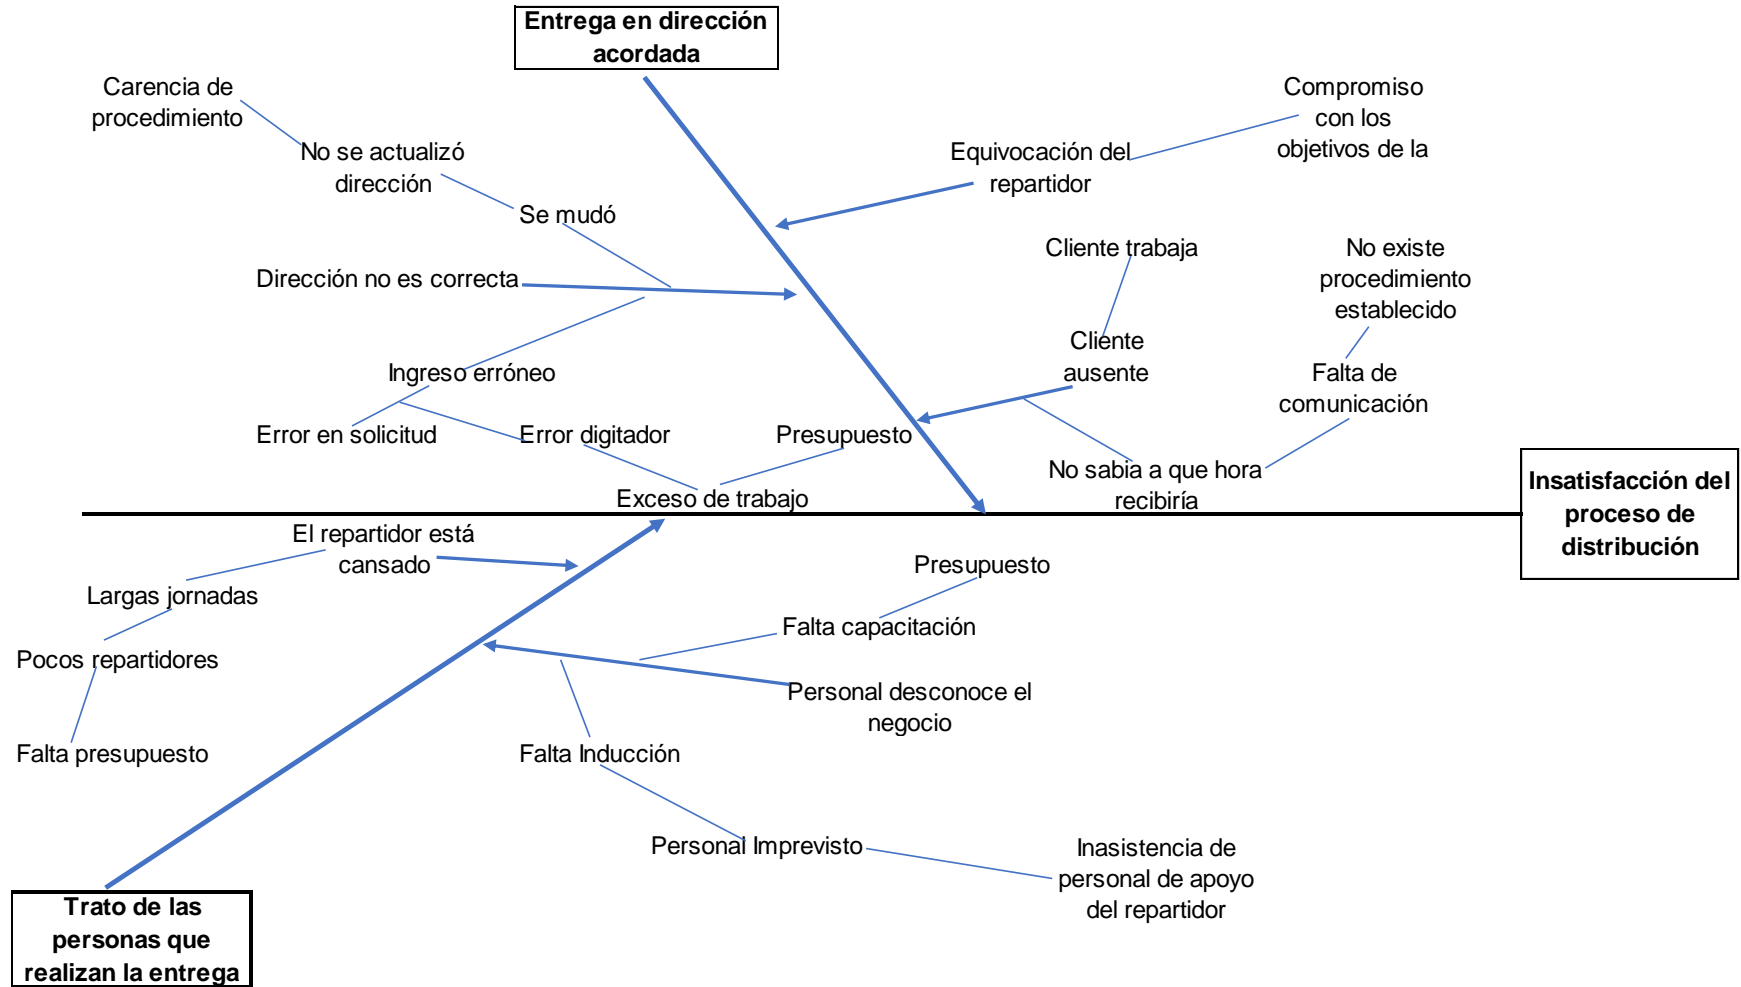 Entrega en dirección
acordada
Carencia de
procedimiento
No se actualizó
dirección
Se mudó
Dirección no es correcta
Ingreso erróneo
Error en solicitud
Error digitador
Presupuesto
Exceso de trabajo
Compromiso
con los
objetivos de la
Equivocación del
repartidor
Cliente trabaja
No existe
procedimiento
establecido
Cliente
ausente
Falta de
comunicación
No sabia a que hora
recibiría
Insatisfacción del
proceso de
distribución
El repartidor está
cansado
Largas jornadas
Pocos repartidores
Falta presupuesto
Presupuesto
Falta capacitación
Personal desconoce el
negocio
Falta Inducción
Personal Imprevisto
Inasistencia de
personal de apoyo
del repartidor
Trato de las
personas que
realizan la entrega